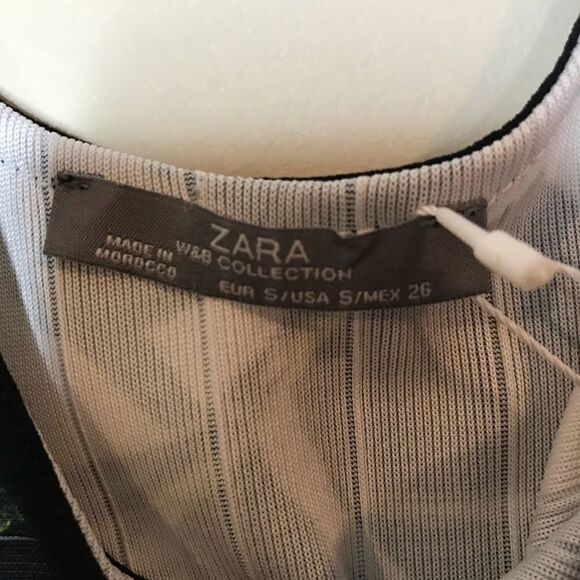 ZARA
W&B COLLECTION
MADE IN
MOROCCO
EUR S/USA S/MEX 26